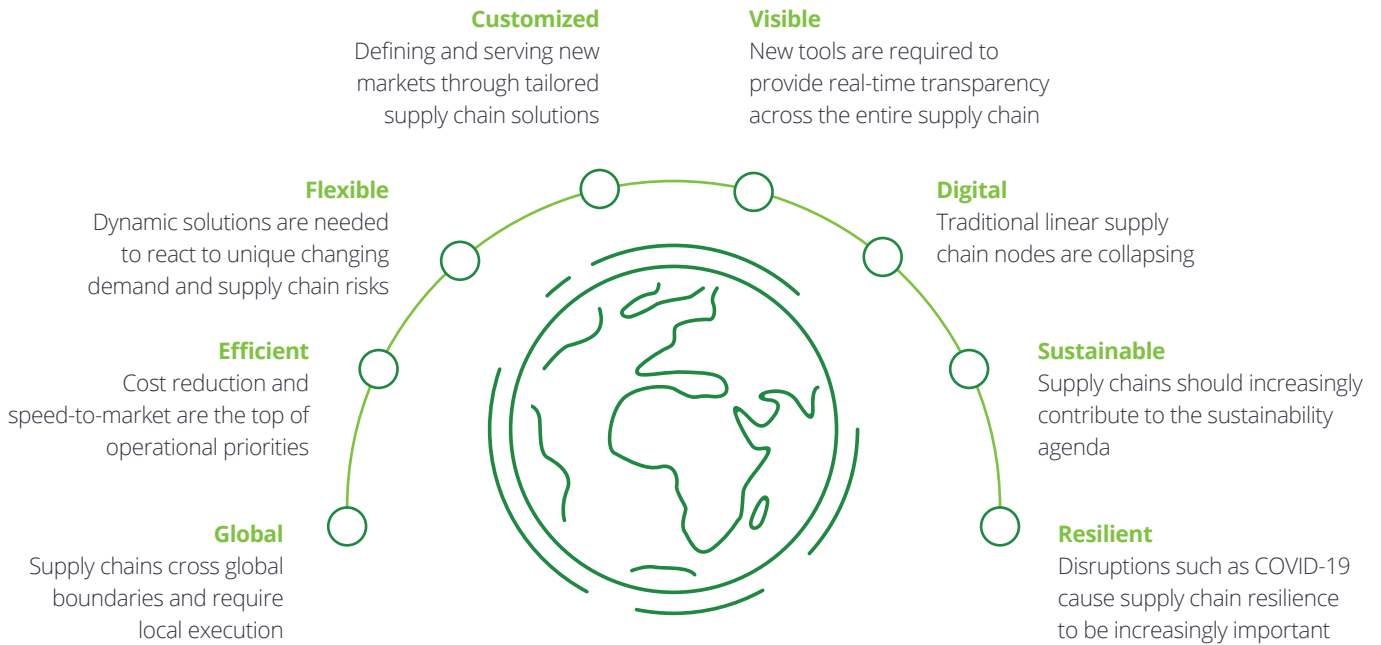 Customized
Defining and serving new
markets through tailored
supply chain solutions
Visible
New tools are required to
provide real-time transparency
across the entire supply chain
Flexible
Dynamic solutions are needed
to react to unique changing
demand and supply chain risks
Digital
Traditional linear supply
chain nodes are collapsing
Efficient
Cost reduction and
speed-to-market are the top of
operational priorities
Sustainable
Supply chains should increasingly
contribute to the sustainability
agenda
Global
Supply chains cross global
boundaries and require
local execution
Resilient
Disruptions such as COVID-19
cause supply chain resilience
to be increasingly important